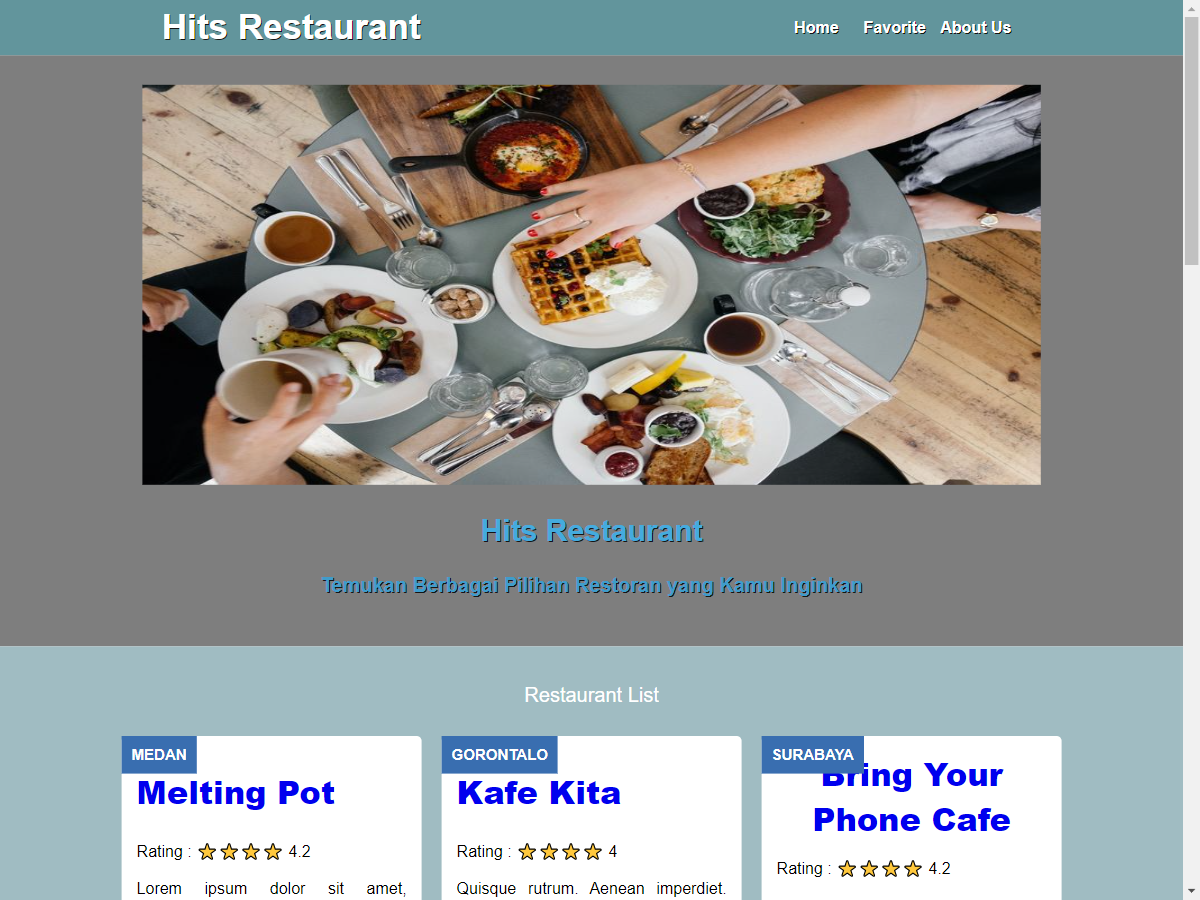 Hits Restaurant
Home Favorite About Us
Hits Restaurant
Temukan Berbagai Pilihan Restoran yang Kamu Inginkan
Restaurant List
MEDAN
Melting Pot
Rating : 4.2
Lorem ipsum dolor sit amet,
GORONTALO
Kafe Kita
Rating : 4
Quisque rutrum. Aenean imperdiet.
SURABAYA
Bring Your
Phone Cafe
Rating : 4.2